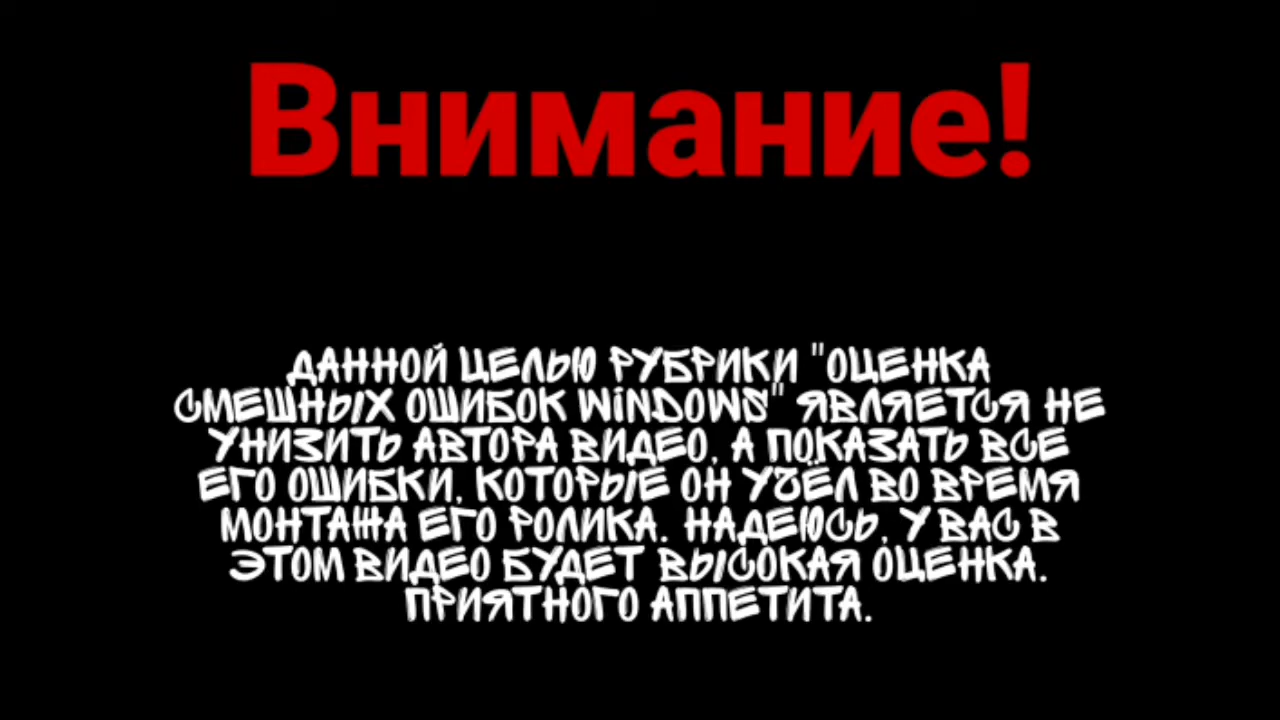 Внимание!
ДАННОЙ ЦЕЛЬЮ РУБРИКИ "ОЦЕНКА
СМЕШНЫХ ОШИБОК WINDOWS" ЯВЛЯЕТСЯ НЕ
УНИЗИТЬ АВТОРА ВИДЕО, А ПОКАЗАТЬ ВСЕ
ЕГО ОШИБКИ, КОТОРЫЕ ОН УЧЁЛ ВО ВРЕМЯ
МОНТАЖА ЕГО РОЛИКА. НАДЕЮСЬ, У ВАС В
ЭТОМ ВИДЕО БУДЕТ ВЫСОКАЯ ОЦЕНКА.
ПРИЯТНОГО АППЕТИТА.